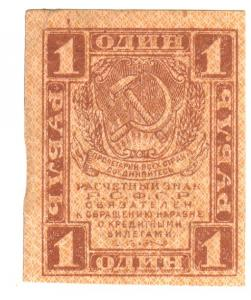 1 ОДИН 1
РУБЛЬ
РУБЛЬ
ПРОЛЕТАРИИ ВСЕХ СТРАН
СОЕДИНЯЙТЕСЬ
РАСЧЕТНЫЙ ЗНАК
Р.С.Ф.С.Р.
ОБЯЗАТЕЛЕН
К ОБРАЩЕНИЮ НАРАВНЕ
С КРЕДИТНЫМИ
БИЛЕТАМИ.
1 ОДИН 1